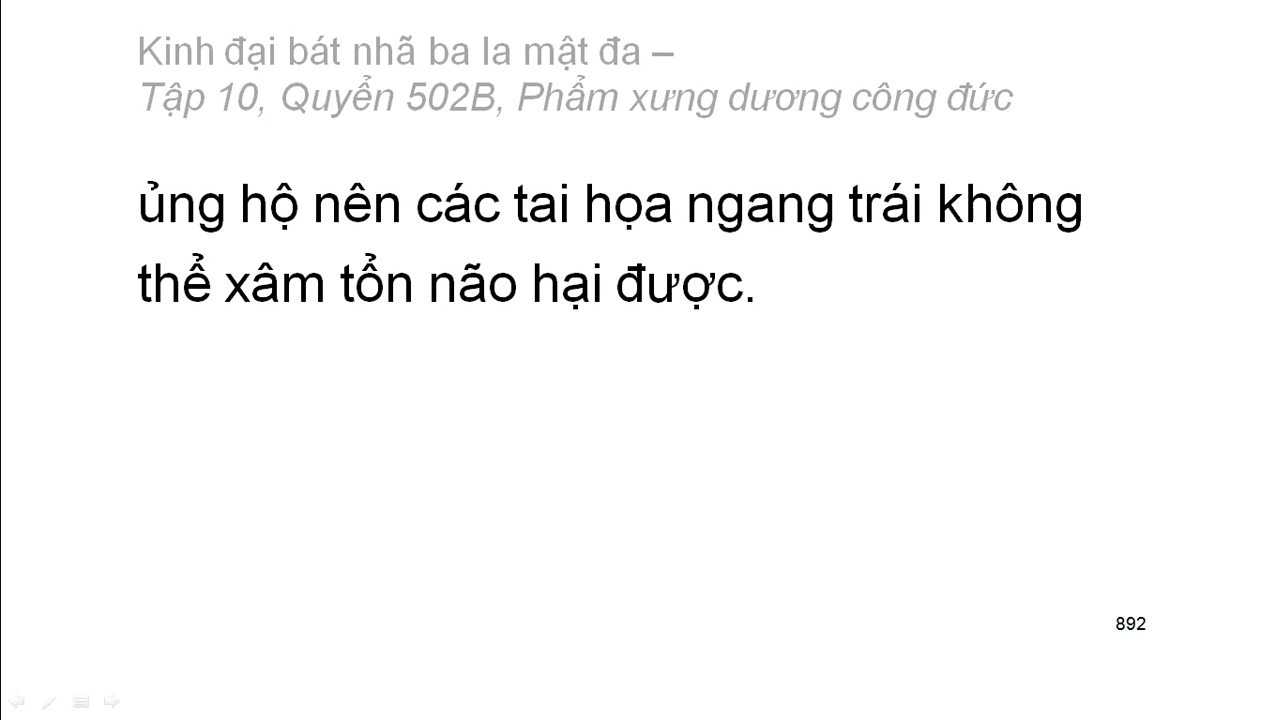 Kinh đại bát nhã ba la mật đa –
Tập 10, Quyển 502B, Phẩm xưng dương công đức
ủng hộ nên các tai họa ngang trái không
thể xâm tổn não hại được.
892